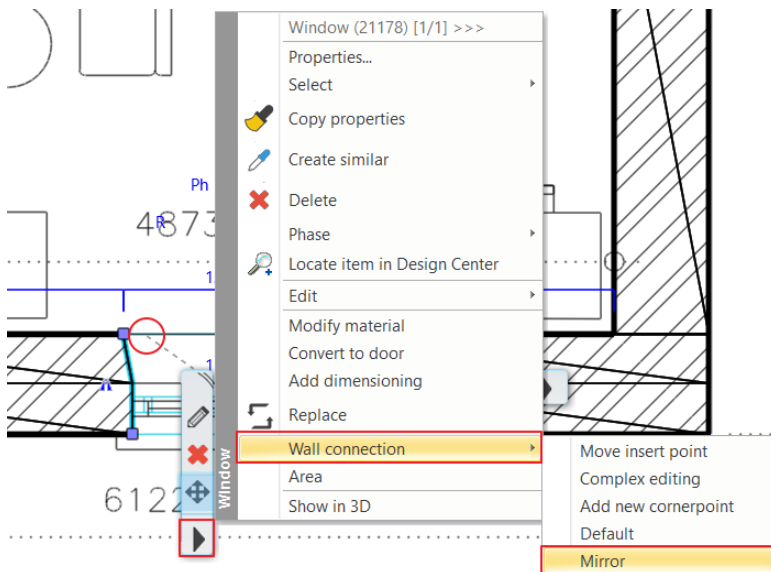 Window (21178) [1/1] >>>
Properties...
Select
Copy properties
Create similar
Delete
Phase
Locate item in Design Center
Edit
Modify material
Convert to door
Add dimensioning
Replace
Wall connection
Area
Show in 3D
Window
Move insert point
Complex editing
Add new cornerpoint
Default
Mirror
Ph
4873
R
1
1
6122